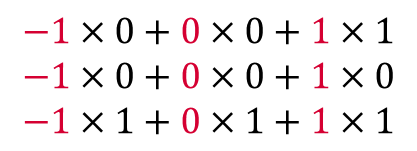 −1 × 0 + 0 × 0 + 1 × 1
−1 × 0 + 0 × 0 + 1 × 0
−1 × 1 + 0 × 1 + 1 × 1